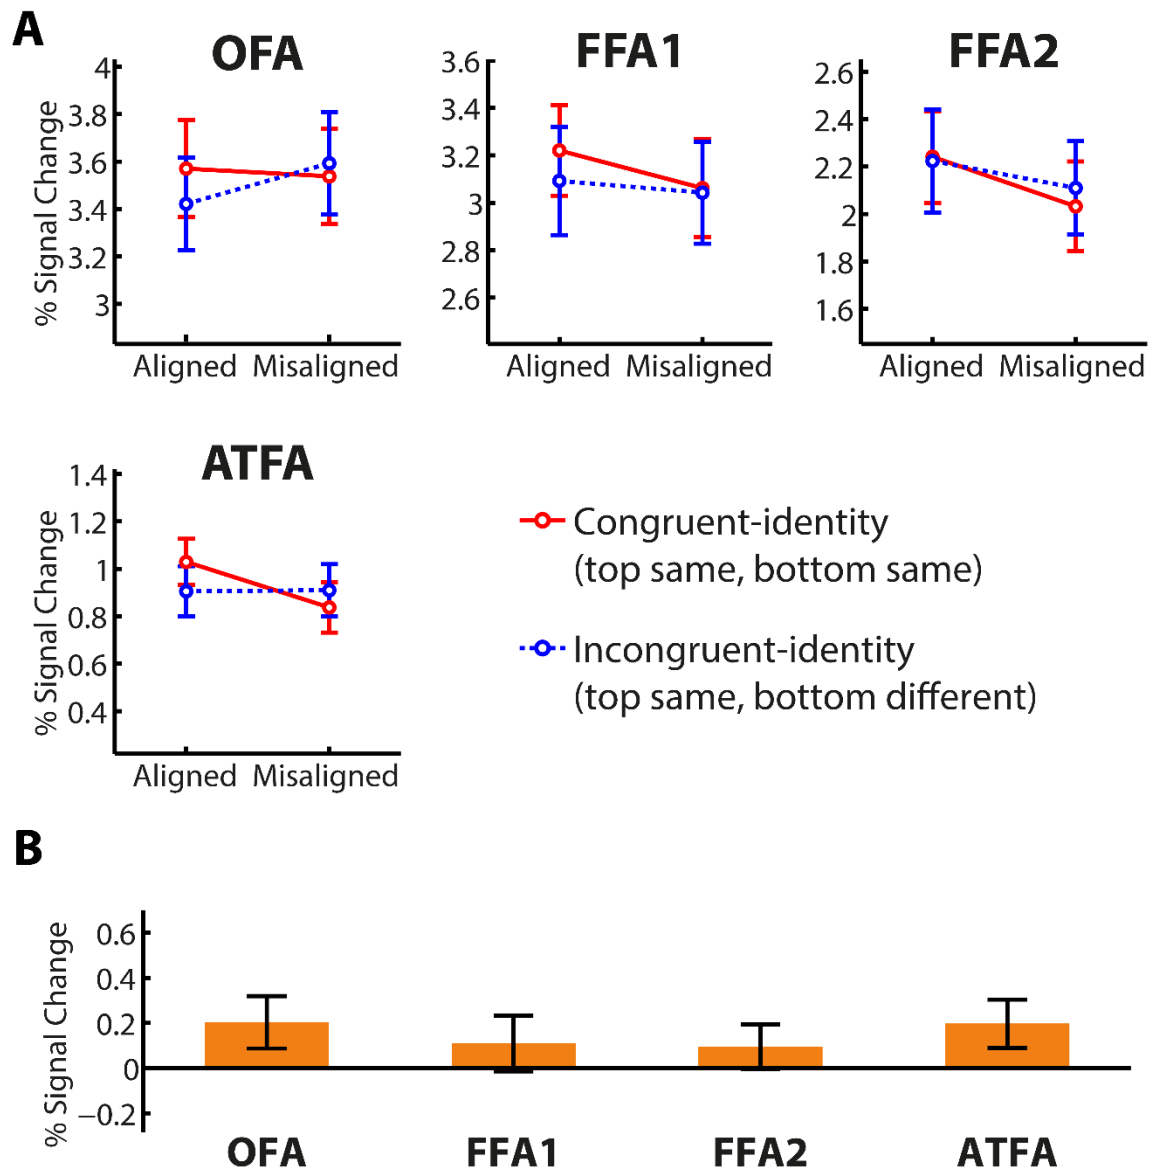 A
OFA
FFA1
FFA2
% Signal Change
4
3.8
3.6
3.4
3.2
3
Aligned
Misaligned
3.6
3.4
3.2
3
2.8
2.6
Aligned
Misaligned
2.6
2.4
2.2
2
1.8
1.6
Aligned
Misaligned
ATFA
% Signal Change
1.4
1.2
1
0.8
0.6
0.4
Aligned
Misaligned
Congruent-identity
(top same, bottom same)
Incongruent-identity
(top same, bottom different)
B
% Signal Change
0.6
0.4
0.2
0
−0.2
OFA
FFA1
FFA2
ATFA